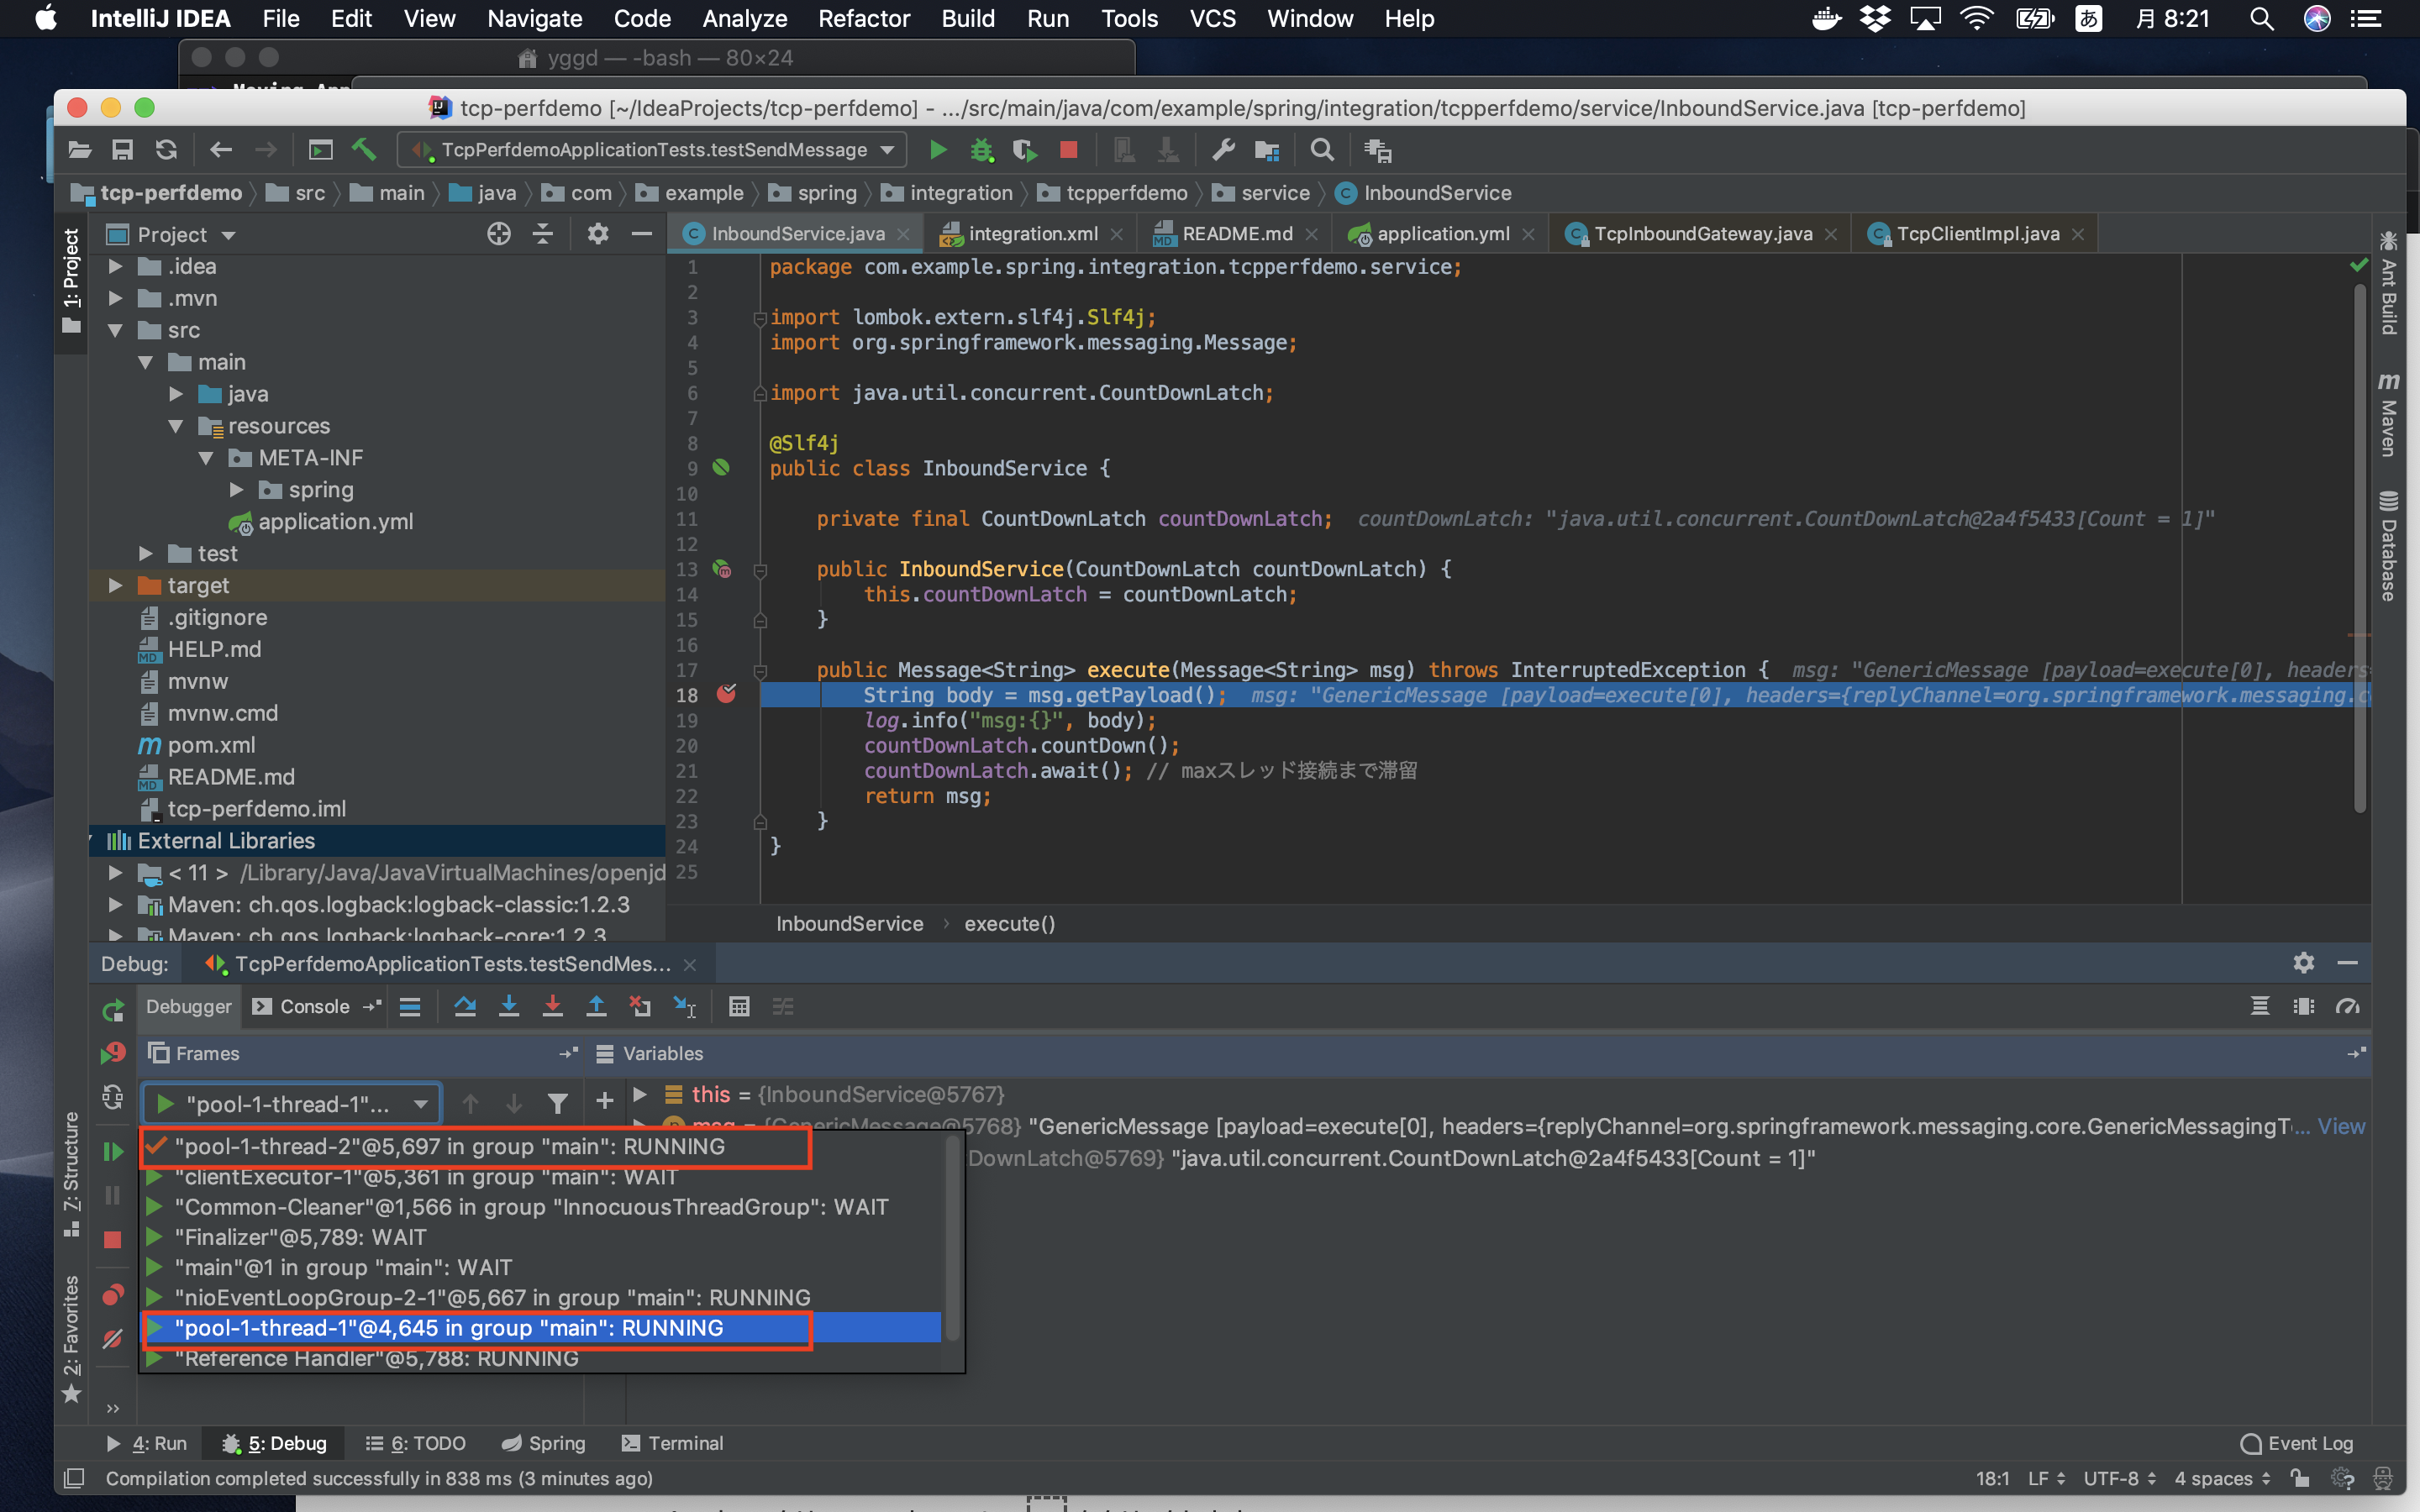 IntelliJ IDEA File Edit View Navigate Code Analyze Refactor Build Run Tools VCS Window Help あ 月 8:21
yggd — -bash — 80×24
tcp-perfdemo [~/IdeaProjects/tcp-perfdemo] - .../src/main/java/com/example/spring/integration/tcpperfdemo/service/InboundService.java [tcp-perfdemo]
TcpPerfdemoApplicationTests.testSendMessage
tcp-perfdemo src main java com example spring integration tcpperfdemo service InboundService
1: Project
Project
InboundService.java integration.xml README.md application.yml TcpInboundGateway.java TcpClientImpl.java
.idea
.mvn
src
main
java
resources
META-INF
spring
application.yml
test
target
.gitignore
HELP.md
mvnw
mvnw.cmd
pom.xml
README.md
tcp-perfdemo.iml
External Libraries
< 11 > /Library/Java/JavaVirtualMachines/openjd
Maven: ch.qos.logback:logback-classic:1.2.3
Maven: ch.qos.logback:logback-core:1.2.3
1 package com.example.spring.integration.tcpperfdemo.service;
2
3 import lombok.extern.slf4j.Slf4j;
4 import org.springframework.messaging.Message;
5
6 import java.util.concurrent.CountDownLatch;
7
8 @Slf4j
9 public class InboundService {
10
11 private final CountDownLatch countDownLatch; countDownLatch: "java.util.concurrent.CountDownLatch@2a4f5433[Count = 1]"
12
13 public InboundService(CountDownLatch countDownLatch) {
14 this.countDownLatch = countDownLatch;
15 }
16
17 public Message<String> execute(Message<String> msg) throws InterruptedException { msg: "GenericMessage [payload=execute[0], headers=
18 String body = msg.getPayload(); msg: "GenericMessage [payload=execute[0], headers={replyChannel=org.springframework.messaging.c
19 log.info("msg:{}", body);
20 countDownLatch.countDown();
21 countDownLatch.await(); // maxスレッド接続まで滞留
22 return msg;
23 }
24 }
25
InboundService execute()
Ant Build
Maven
Database
Debug: TcpPerfdemoApplicationTests.testSendMes...
Debugger Console
Frames Variables
"pool-1-thread-1"...
this = {InboundService@5767}
msg = {GenericMessage@5768} "GenericMessage [payload=execute[0], headers={replyChannel=org.springframework.messaging.core.GenericMessagingT... View
DownLatch@5769} "java.util.concurrent.CountDownLatch@2a4f5433[Count = 1]"
"pool-1-thread-2"@5,697 in group "main": RUNNING
"clientExecutor-1"@5,361 in group "main": WAIT
"Common-Cleaner"@1,566 in group "InnocuousThreadGroup": WAIT
"Finalizer"@5,789: WAIT
"main"@1 in group "main": WAIT
"nioEventLoopGroup-2-1"@5,667 in group "main": RUNNING
"pool-1-thread-1"@4,645 in group "main": RUNNING
"Reference Handler"@5,788: RUNNING
7: Structure
2: Favorites
4: Run 5: Debug 6: TODO Spring Terminal Event Log
Compilation completed successfully in 838 ms (3 minutes ago) 18:1 LF UTF-8 4 spaces